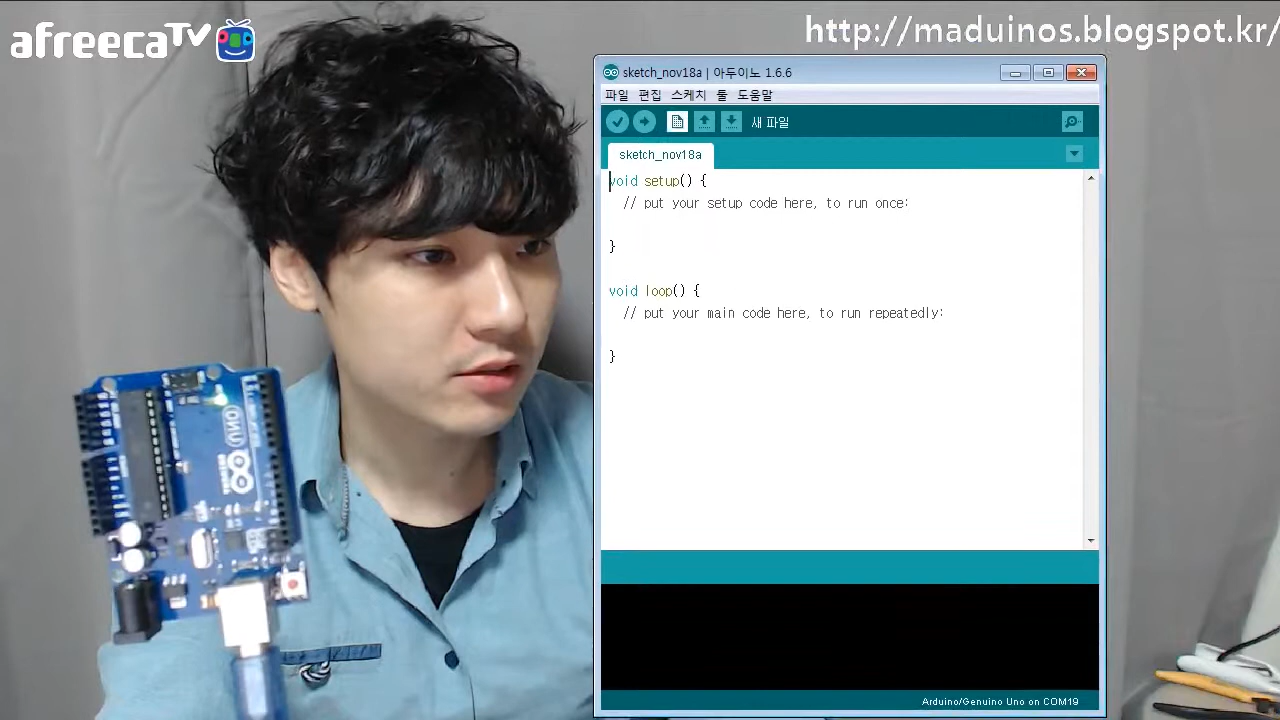 afreecaTV
http://maduinos.blogspot.kr/
sketch_nov18a | 아두이노 1.6.6
파일 편집 스케치 툴 도움말
새 파일
sketch_nov18a
void setup() {
// put your setup code here, to run once:
}
void loop() {
// put your main code here, to run repeatedly:
}
UNO
Arduino/Genuino Uno on COM19